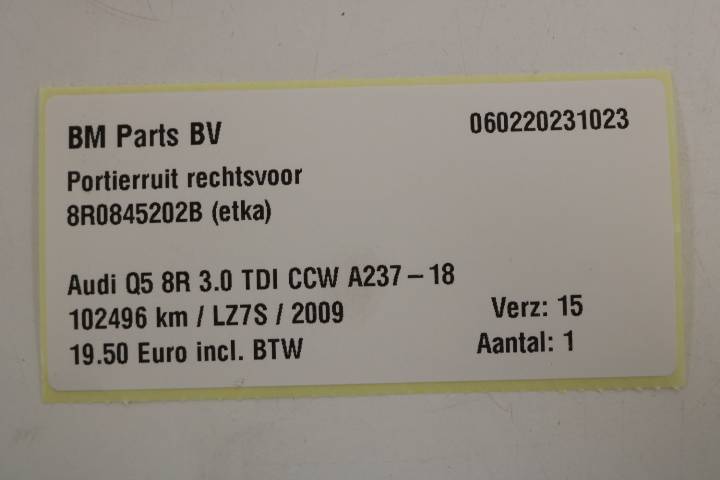 BM Parts BV 060220231023
Portierruit rechtsvoor
8R0845202B (etka)
Audi Q5 8R 3.0 TDI CCW A237 – 18
102496 km / LZ7S / 2009 Verz: 15
19.50 Euro incl. BTW Aantal: 1